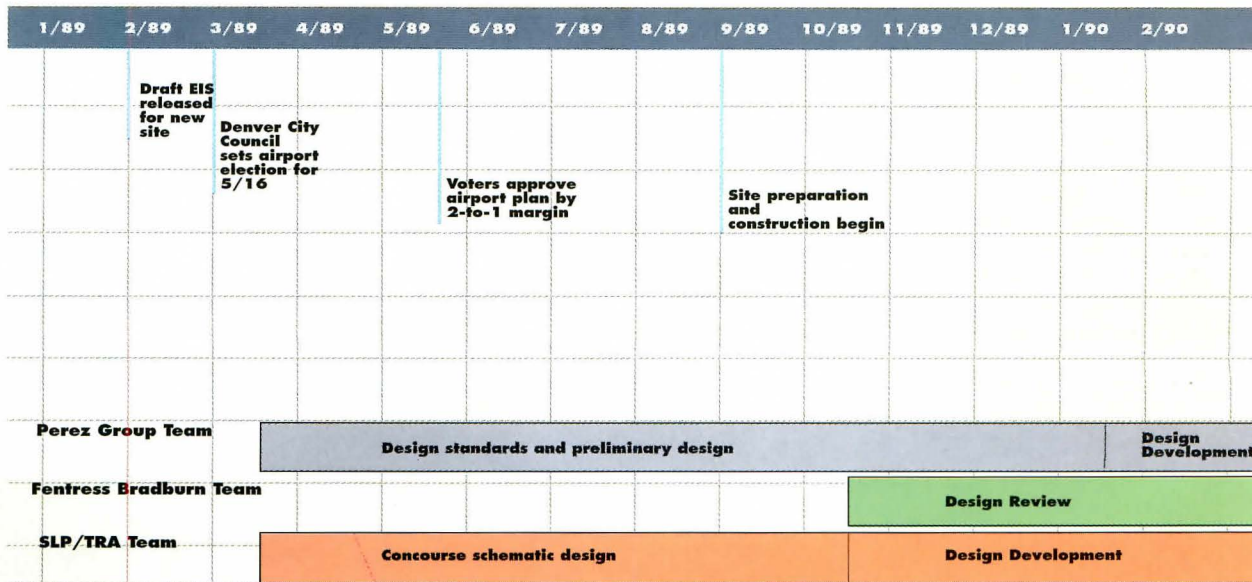 1/89 2/89 3/89 4/89 5/89 6/89 7/89 8/89 9/89 10/89 11/89 12/89 1/90 2/90
Draft EIS
released
for new
site
Denver City
Council
sets airport
election for
5/16
Voters approve
airport plan by
2-to-1 margin
Site preparation
and
construction begin
Perez Group Team
Design standards and preliminary design
Design
Development
Fentress Bradburn Team
Design Review
SLP/TRA Team
Concourse schematic design
Design Development